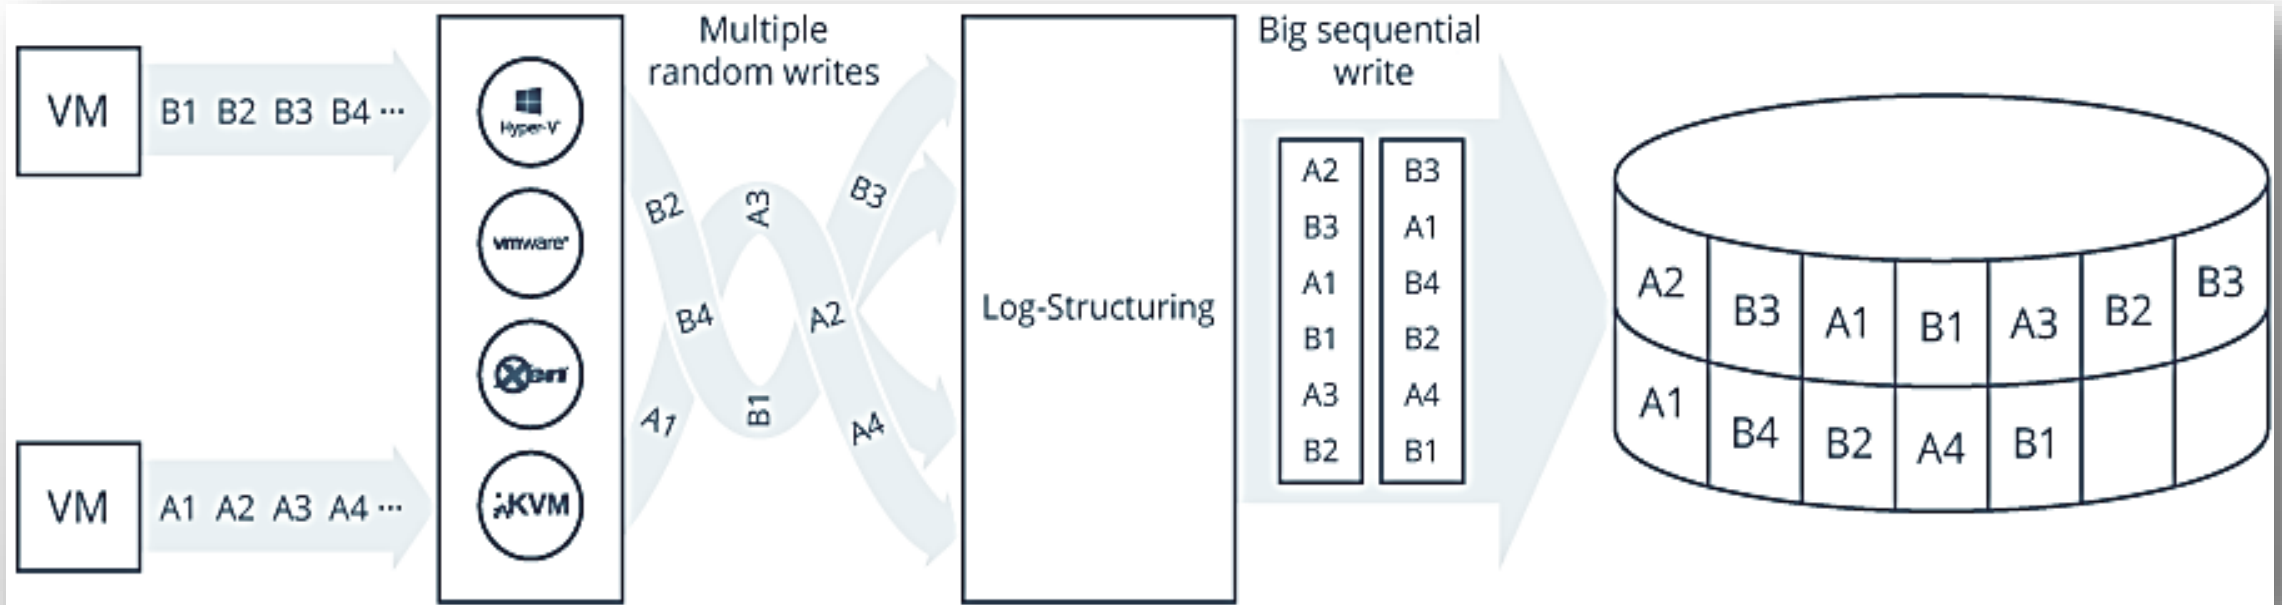 VM
B1 B2 B3 B4 ...
VM
A1 A2 A3 A4 ...
Hyper-V
vmware
Xen
KVM
Multiple
random writes
B2
A3
B3
B4
A2
A1
B1
A4
Log-Structuring
Big sequential
write
A2
B3
A1
B1
A3
B2
B3
A1
B4
B2
A4
B1
A2 B3 A1 B1 A3 B2 B3
A1 B4 B2 A4 B1